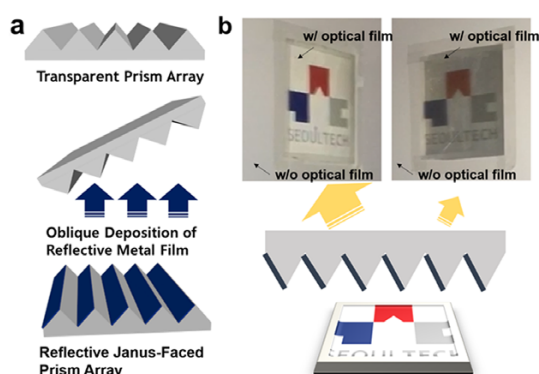 a
Transparent Prism Array
Oblique Deposition of
Reflective Metal Film
Reflective Janus-Faced
Prism Array
b
w/ optical film
w/ optical film
SEOULTECH
SEOULTECH
w/o optical film
w/o optical film
SEOULTECH